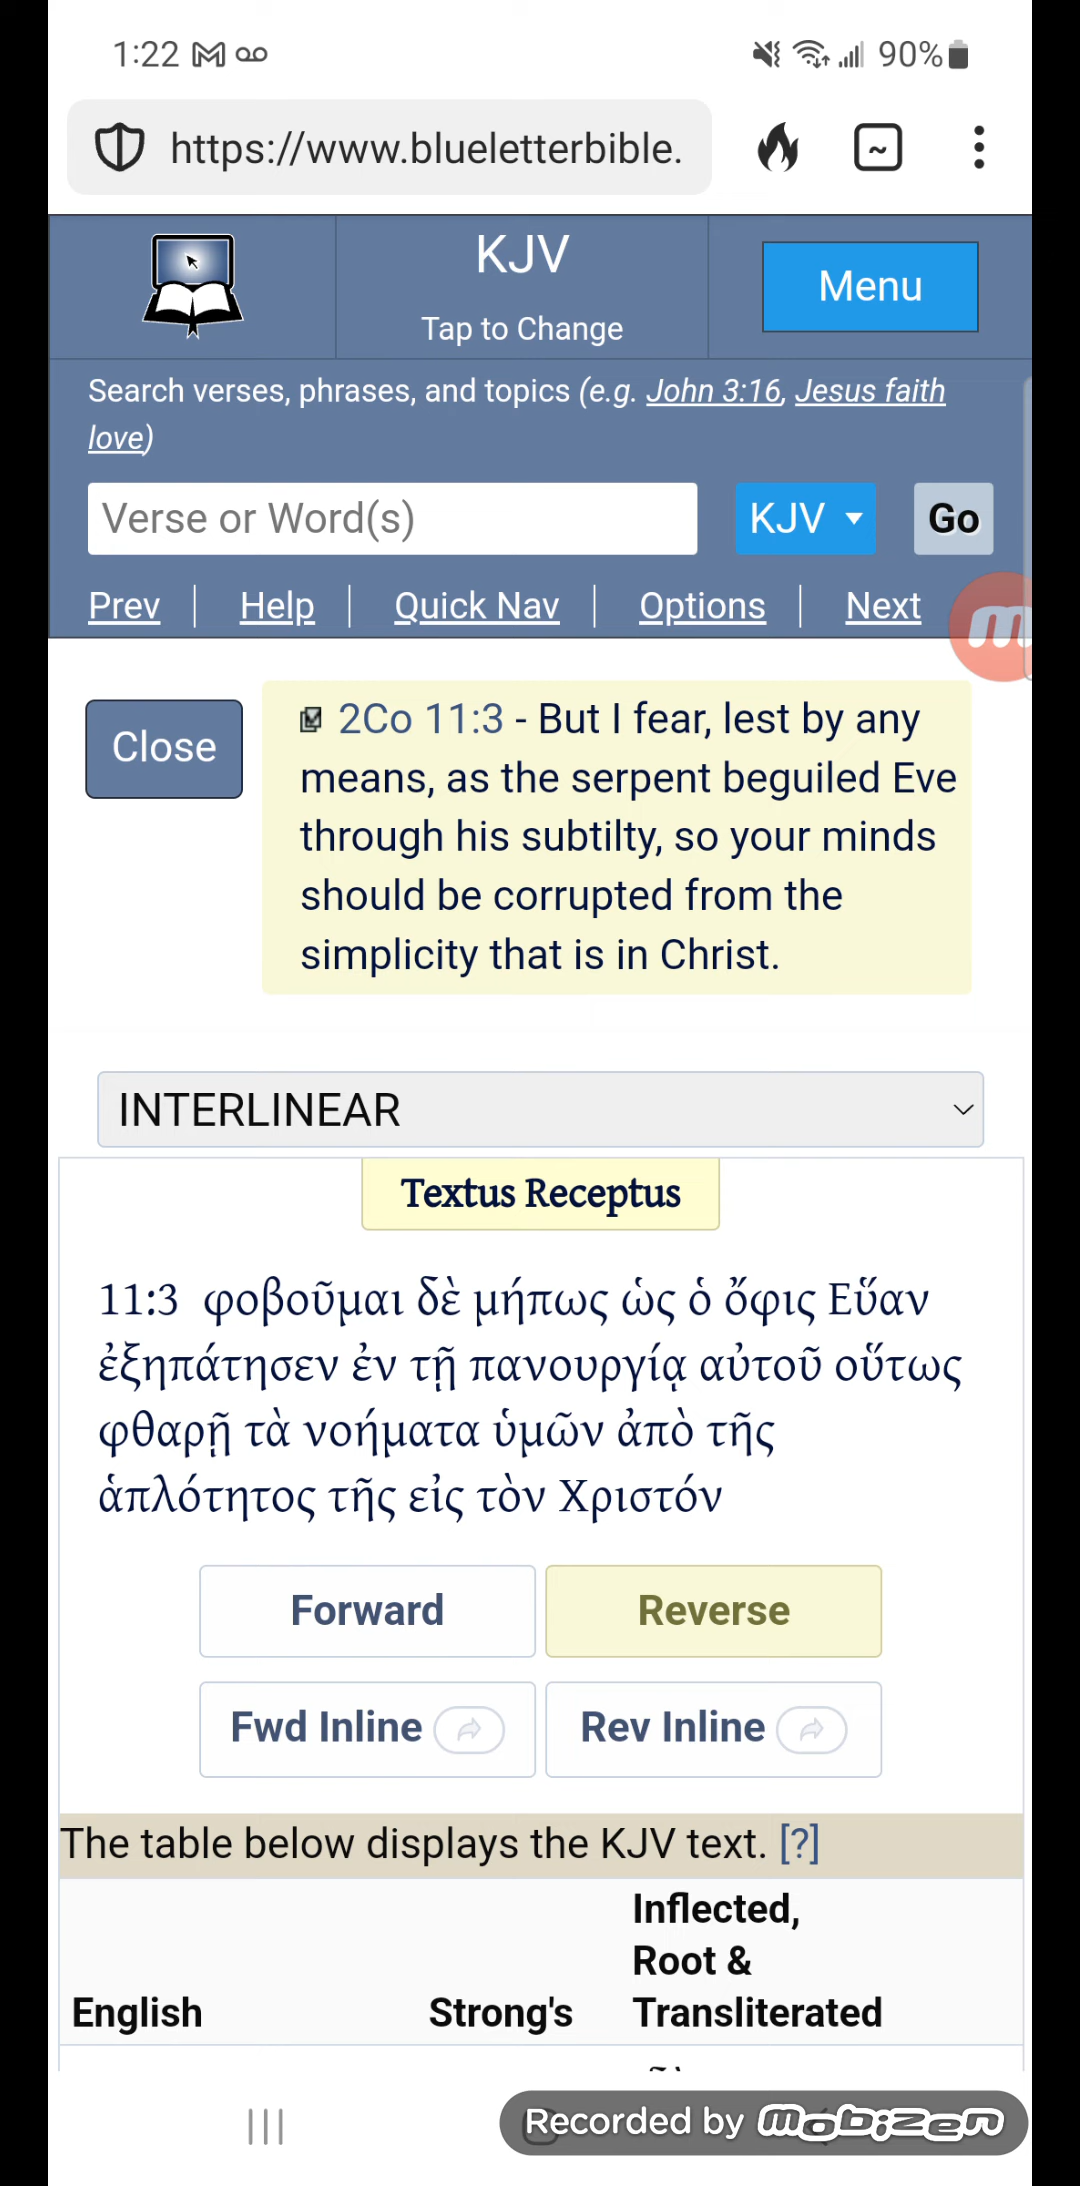 1:22 90%
https://www.blueletterbible.
KJV
Tap to Change
Menu
Search verses, phrases, and topics (e.g. John 3:16, Jesus faith
love)
Verse or Word(s) KJV Go
Prev | Help | Quick Nav | Options | Next
Close
2Co 11:3 - But I fear, lest by any
means, as the serpent beguiled Eve
through his subtilty, so your minds
should be corrupted from the
simplicity that is in Christ.
INTERLINEAR
Textus Receptus
11:3 φοβοῦμαι δὲ μήπως ὡς ὁ ὄφις Εὕαν
ἐξηπάτησεν ἐν τῇ πανουργίᾳ αὐτοῦ οὕτως
φθαρῇ τὰ νοήματα ὑμῶν ἀπὸ τῆς
ἁπλότητος τῆς εἰς τὸν Χριστόν
Forward Reverse
Fwd Inline Rev Inline
The table below displays the KJV text. [?]
Inflected,
Root &
English Strong's Transliterated
Recorded by mobizen